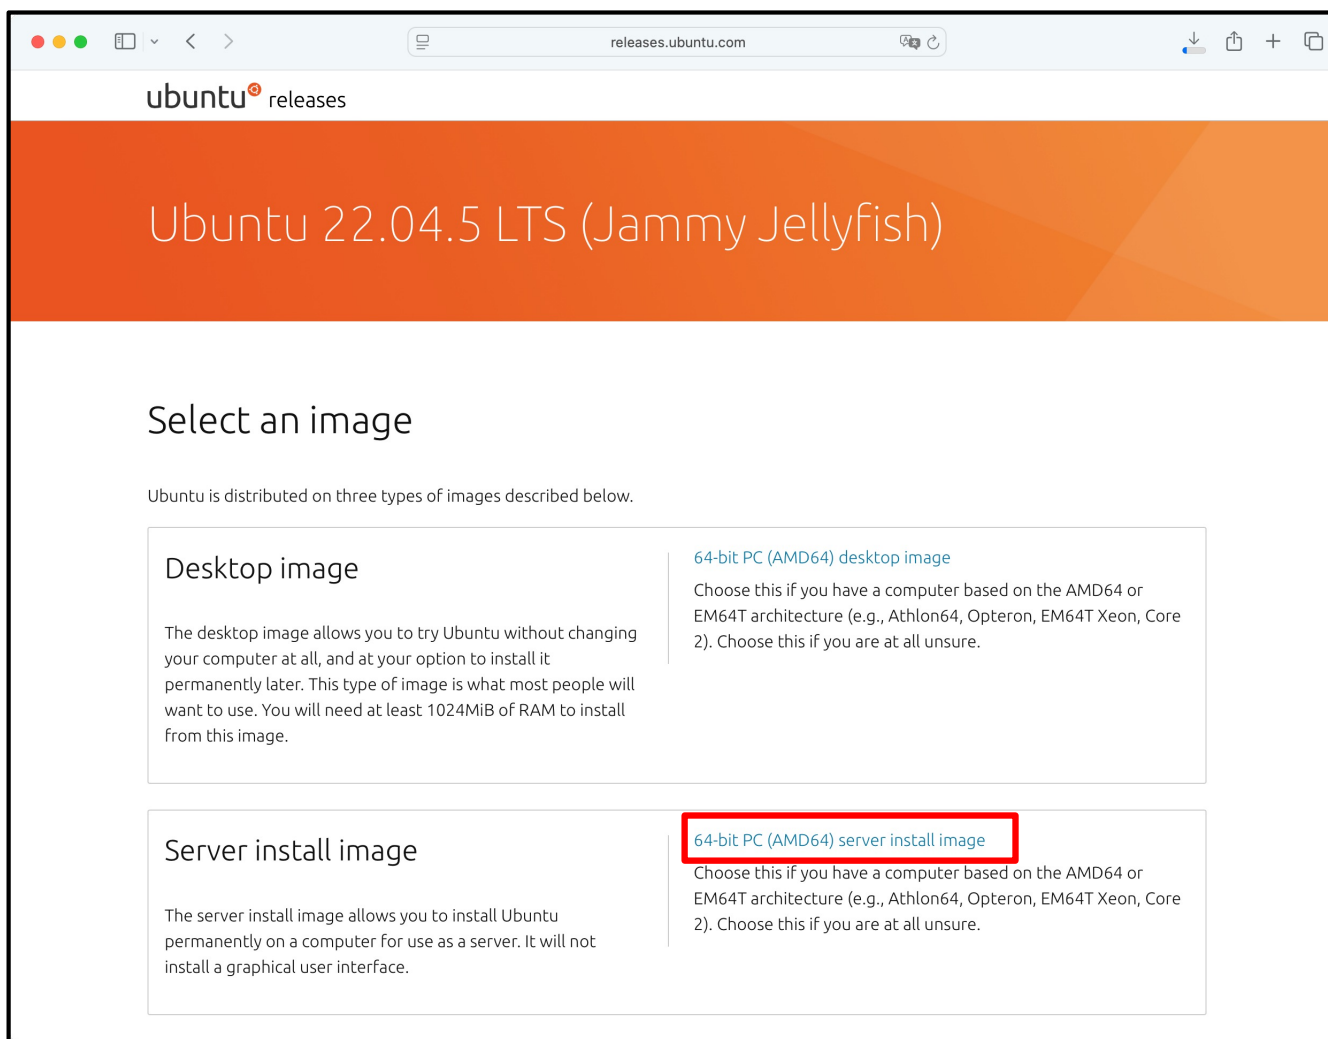 releases.ubuntu.com
ubuntu releases
Ubuntu 22.04.5 LTS (Jammy Jellyfish)
Select an image
Ubuntu is distributed on three types of images described below.
Desktop image
The desktop image allows you to try Ubuntu without changing
your computer at all, and at your option to install it
permanently later. This type of image is what most people will
want to use. You will need at least 1024MiB of RAM to install
from this image.
64-bit PC (AMD64) desktop image
Choose this if you have a computer based on the AMD64 or
EM64T architecture (e.g., Athlon64, Opteron, EM64T Xeon, Core
2). Choose this if you are at all unsure.
Server install image
The server install image allows you to install Ubuntu
permanently on a computer for use as a server. It will not
install a graphical user interface.
64-bit PC (AMD64) server install image
Choose this if you have a computer based on the AMD64 or
EM64T architecture (e.g., Athlon64, Opteron, EM64T Xeon, Core
2). Choose this if you are at all unsure.